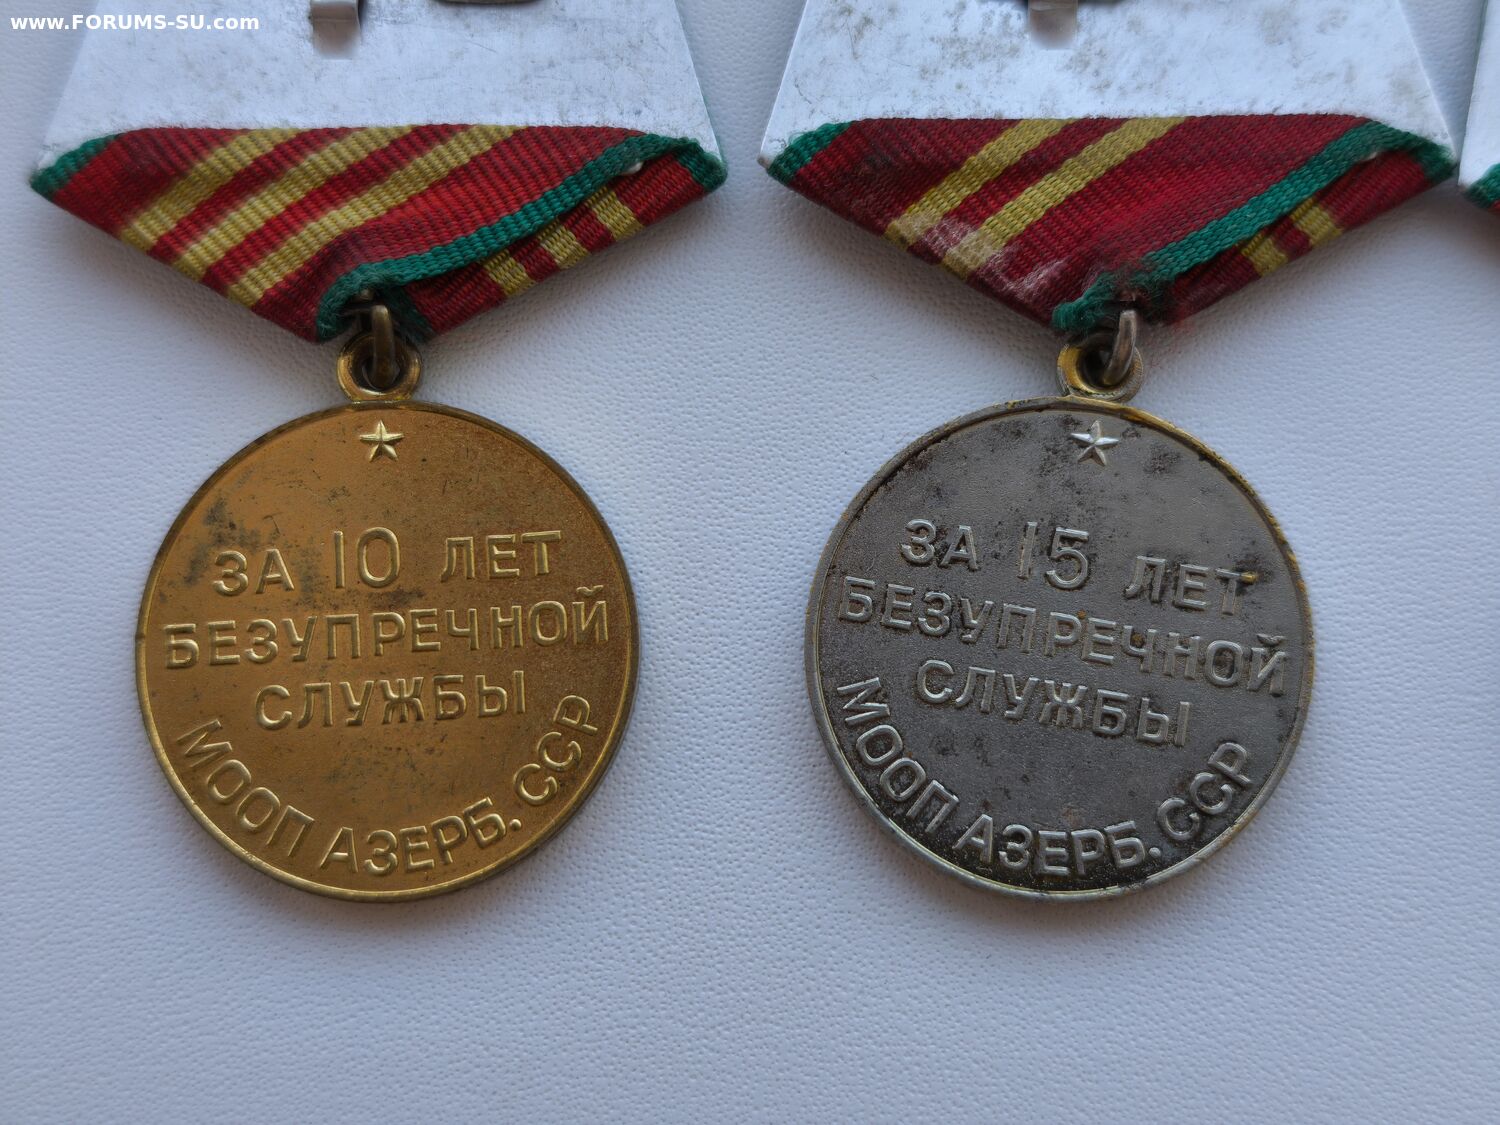 www.FORUMS-SU.com
ЗА 10 ЛЕТ
БЕЗУПРЕЧНОЙ
СЛУЖБЫ
МООП АЗЕРБ. ССР
ЗА 15 ЛЕТ
БЕЗУПРЕЧНОЙ
СЛУЖБЫ
МООП АЗЕРБ. ССР